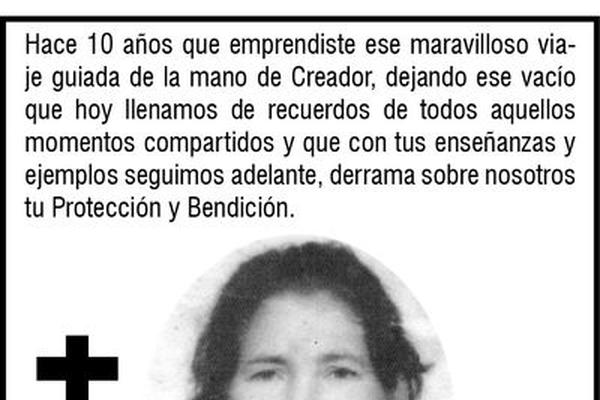 Hace 10 años que emprendiste ese maravilloso via-
je guiada de la mano de Creador, dejando ese vacío
que hoy llenamos de recuerdos de todos aquellos
momentos compartidos y que con tus enseñanzas y
ejemplos seguimos adelante, derrama sobre nosotros
tu Protección y Bendición.